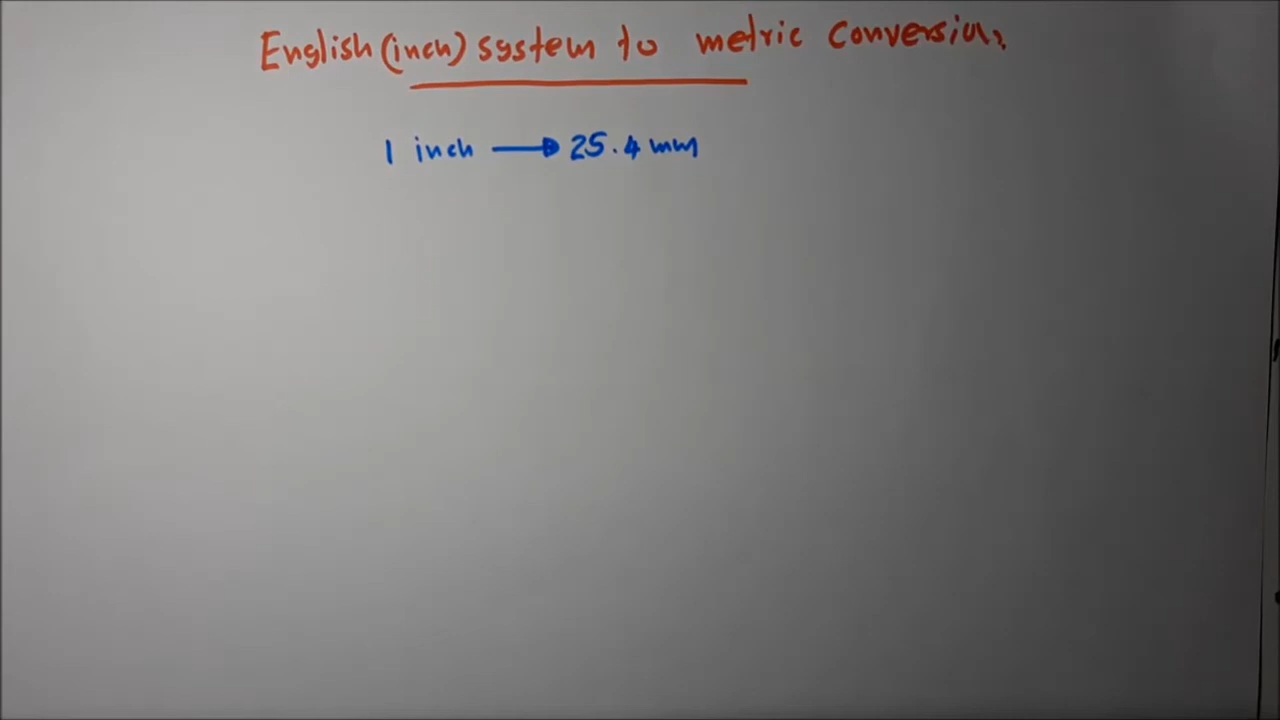 English (inch) system to metric conversion,
1 inch → 25.4 mm